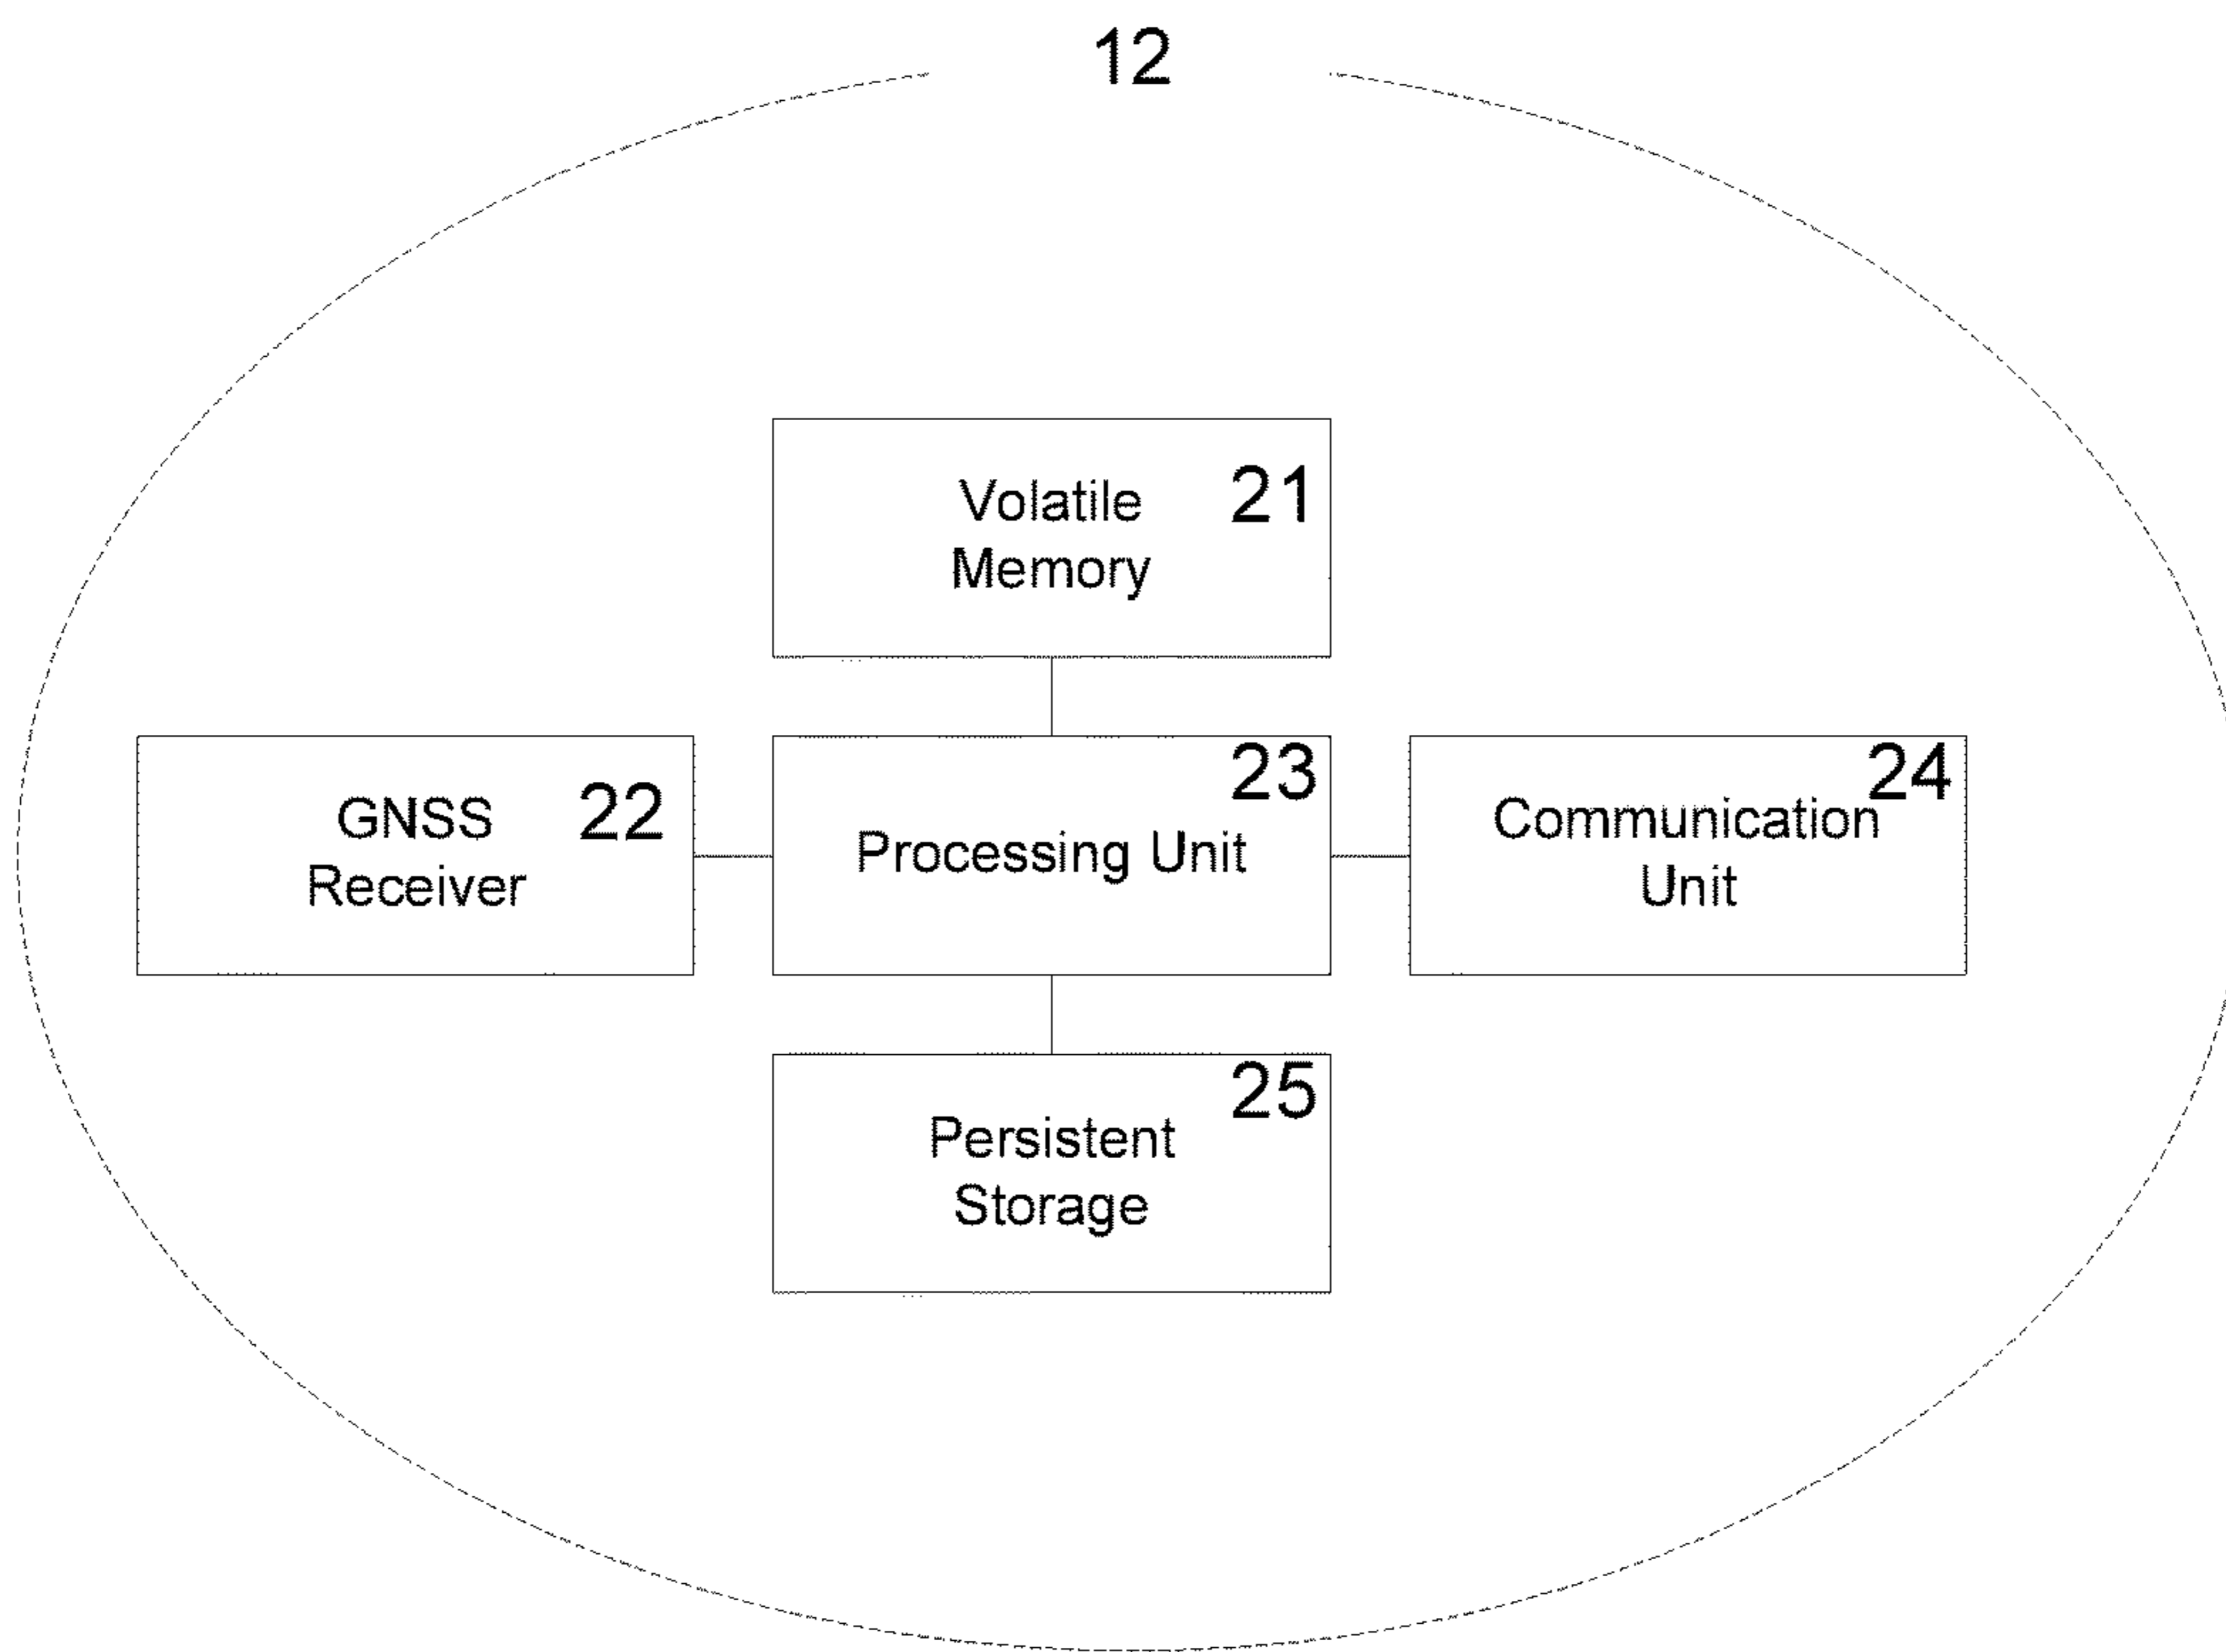 12
Volatile 21
Memory
GNSS 22
Receiver
23
Processing Unit
24
Communication
Unit
25
Persistent
Storage